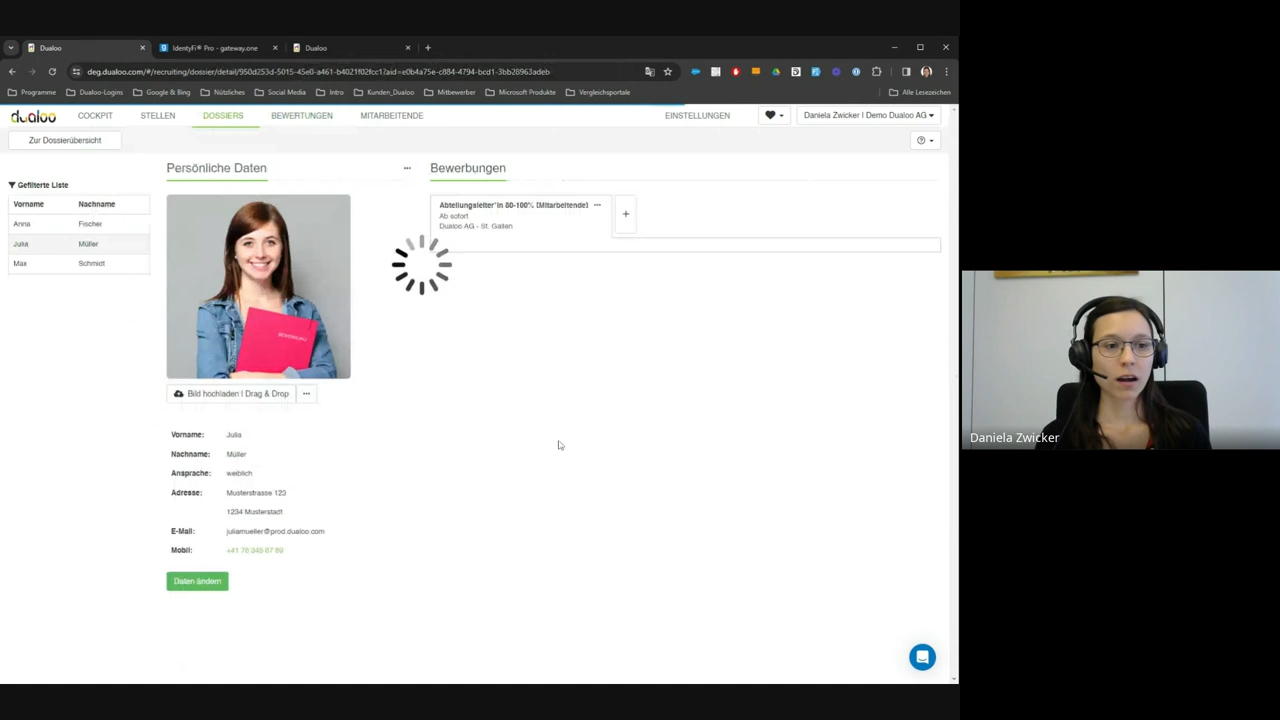 Dualoo
IdentyFi® Pro - gateway.one
Dualoo
deg.dualoo.com/#/recruiting/dossier/detail/950d253d-5015-45e0-a461-b4021f02fcc1?aid=e0b4a75e-c884-4794-bcd1-3bb28963adeb
Programme
Dualoo-Logins
Google & Bing
Nützliches
Social Media
Intro
Kunden_Dualoo
Mitbewerber
Microsoft Produkte
Vergleichsportale
Alle Lesezeichen
dualoo
COCKPIT
STELLEN
DOSSIERS
BEWERTUNGEN
MITARBEITENDE
EINSTELLUNGEN
Daniela Zwicker | Demo Dualoo AG
Zur Dossierübersicht
Gefilterte Liste
Vorname Nachname
Anna Fischer
Julia Müller
Max Schmidt
Persönliche Daten
BEWERBUNG
Bild hochladen | Drag & Drop
Vorname: Julia
Nachname: Müller
Ansprache: weiblich
Adresse: Musterstrasse 123
1234 Musterstadt
E-Mail: juliamueller@prod.dualoo.com
Mobil: +41 78 345 67 89
Daten ändern
Bewerbungen
Abteilungsleiter*in 80-100% [Mitarbeitende]
Ab sofort
Dualoo AG - St. Gallen
Daniela Zwicker